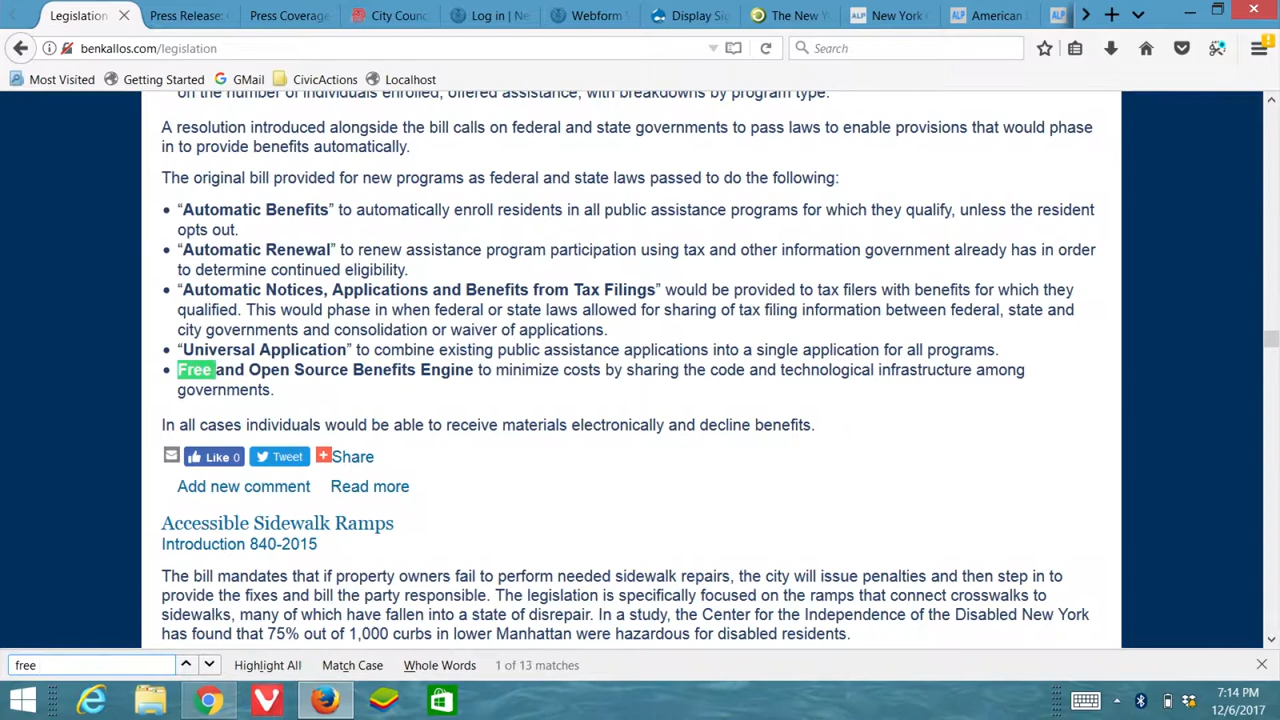 Legislation
Press Release:
Press Coverage
City Counc
Log in | Ne
Webform
Display Sig
The New Yo
New York
American
benkallos.com/legislation
Search
Most Visited
Getting Started
GMail
CivicActions
Localhost
on the number of individuals enrolled, offered assistance, with breakdowns by program type.
A resolution introduced alongside the bill calls on federal and state governments to pass laws to enable provisions that would phase
in to provide benefits automatically.
The original bill provided for new programs as federal and state laws passed to do the following:
• “Automatic Benefits” to automatically enroll residents in all public assistance programs for which they qualify, unless the resident
opts out.
• “Automatic Renewal” to renew assistance program participation using tax and other information government already has in order
to determine continued eligibility.
• “Automatic Notices, Applications and Benefits from Tax Filings” would be provided to tax filers with benefits for which they
qualified. This would phase in when federal or state laws allowed for sharing of tax filing information between federal, state and
city governments and consolidation or waiver of applications.
• “Universal Application” to combine existing public assistance applications into a single application for all programs.
• Free and Open Source Benefits Engine to minimize costs by sharing the code and technological infrastructure among
governments.
In all cases individuals would be able to receive materials electronically and decline benefits.
Like 0 Tweet Share
Add new comment Read more
Accessible Sidewalk Ramps
Introduction 840-2015
The bill mandates that if property owners fail to perform needed sidewalk repairs, the city will issue penalties and then step in to
provide the fixes and bill the party responsible. The legislation is specifically focused on the ramps that connect crosswalks to
sidewalks, many of which have fallen into a state of disrepair. In a study, the Center for the Independence of the Disabled New York
has found that 75% out of 1,000 curbs in lower Manhattan were hazardous for disabled residents.
free Highlight All Match Case Whole Words 1 of 13 matches
7:14 PM
12/6/2017